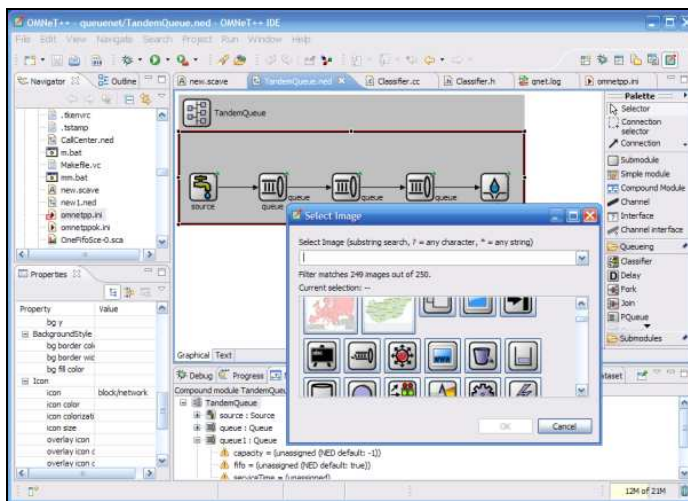 OMNeT++ - queuenet/TandemQueue.ned - OMNeT++ IDE
File Edit View Navigate Search Project Run Window Help
Navigator
Outline
new.scave
TandemQueue.ned
Classifier.cc
Classifier.h
qnet.log
omnetpp.ini
.tkenvrc
.tstamp
CallCenter.ned
m.bat
Makefile.vc
mm.bat
new.scave
new1.ned
omnetpp.ini
omnetppok.ini
OneFifoSce-0.sca
TandemQueue
source
queue
queue
queue
queue
Palette
Selector
Connection selector
Connection
Submodule
Simple module
Compound Module
Channel
Interface
Channel interface
Queueing
Classifier
Delay
Fork
Join
PQueue
Submodules
Properties
Property Value
bg y
BackgroundStyle
bg border col
bg border wid
bg fill color
Icon
icon block/network
icon color
icon colorizati
icon size
overlay icon
overlay icon c
overlay icon c
Graphical Text
Select Image
Select Image (substring search, ? = any character, * = any string)
Filter matches 249 images out of 250.
Current selection: --
OK Cancel
Debug
Progress
Compound module TandemQueu
TandemQueue
source : Source
queue : Queue
queue1 : Queue
capacity = (unassigned (NED default: -1))
fifo = (unassigned (NED default: true))
serviceTime = (unassigned)
12M of 21M